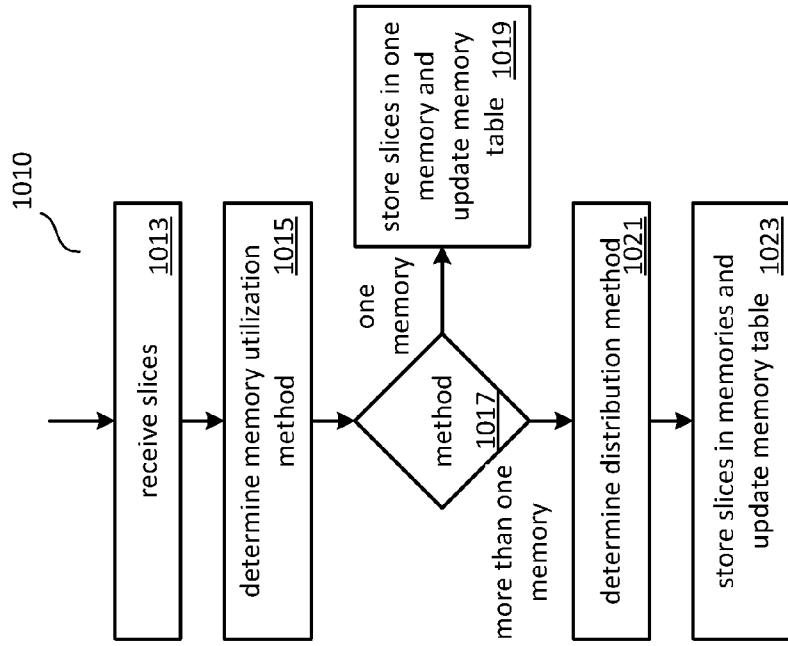 1010
receive slices
1013
determine memory utilization
method
1015
method
1017
one
memory
store slices in one
memory and
update memory
table
1019
more than one
memory
determine distribution method
1021
store slices in memories and
update memory table
1023